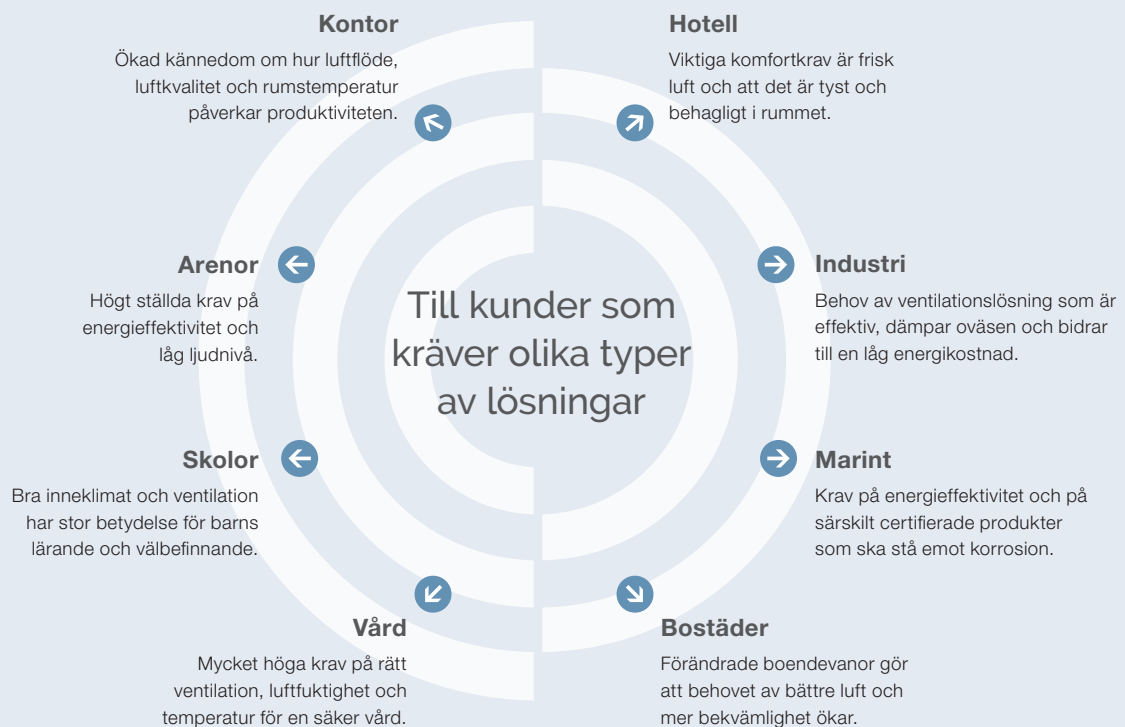 Kontor
Ökad kännedom om hur luftflöde,
luftkvalitet och rumstemperatur
påverkar produktiviteten.
Hotell
Viktiga komfortkrav är frisk
luft och att det är tyst och
behagligt i rummet.
Arenor
Högt ställda krav på
energieffektivitet och
låg ljudnivå.
Till kunder som
kräver olika typer
av lösningar
Industri
Behov av ventilationslösning som är
effektiv, dämpar oväsen och bidrar
till en låg energikostnad.
Skolor
Bra inneklimat och ventilation
har stor betydelse för barns
lärande och välbefinnande.
Marint
Krav på energieffektivitet och på
särskilt certifierade produkter
som ska stå emot korrosion.
Vård
Mycket höga krav på rätt
ventilation, luftfuktighet och
temperatur för en säker vård.
Bostäder
Förändrade boendevanor gör
att behovet av bättre luft och
mer bekvämlighet ökar.